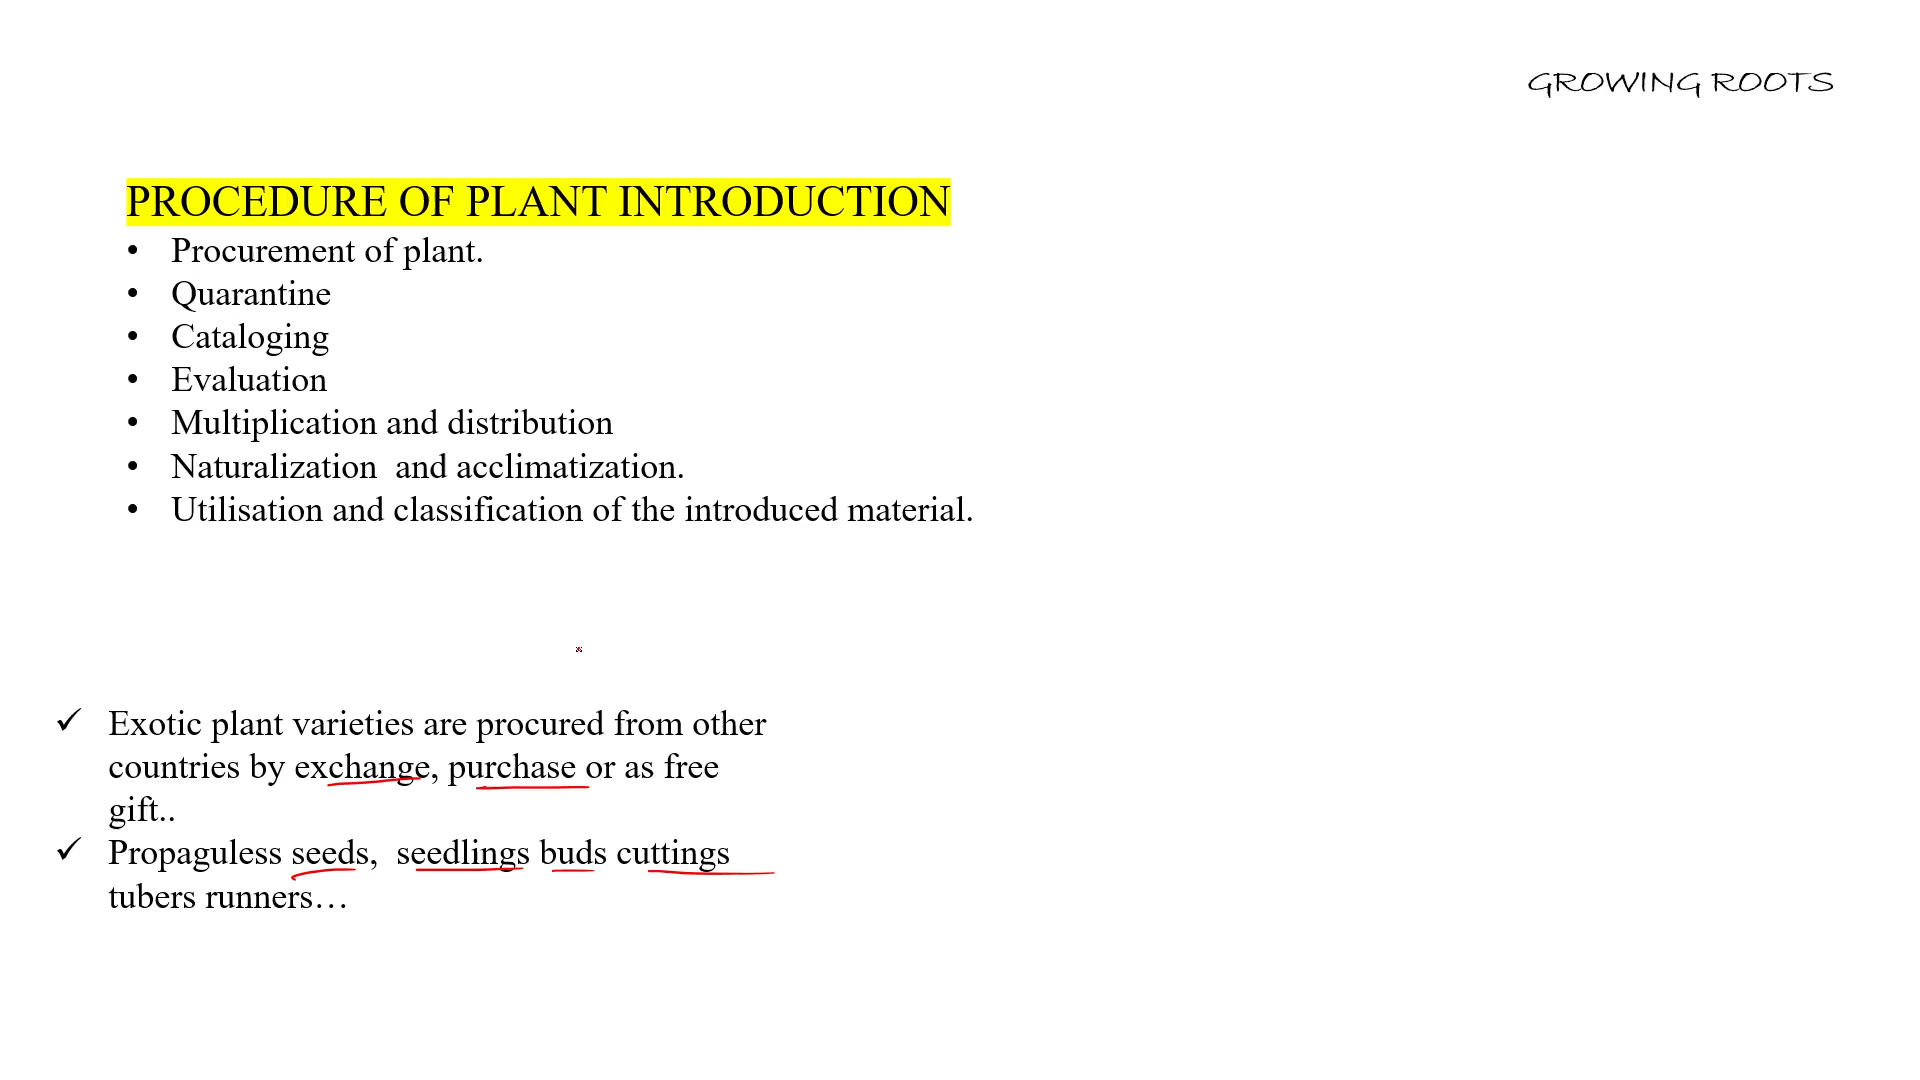 GROWING ROOTS
PROCEDURE OF PLANT INTRODUCTION
• Procurement of plant.
• Quarantine
• Cataloging
• Evaluation
• Multiplication and distribution
• Naturalization  and acclimatization.
• Utilisation and classification of the introduced material.
✓ Exotic plant varieties are procured from other
countries by exchange, purchase or as free
gift..
✓ Propaguless seeds,  seedlings buds cuttings
tubers runners…